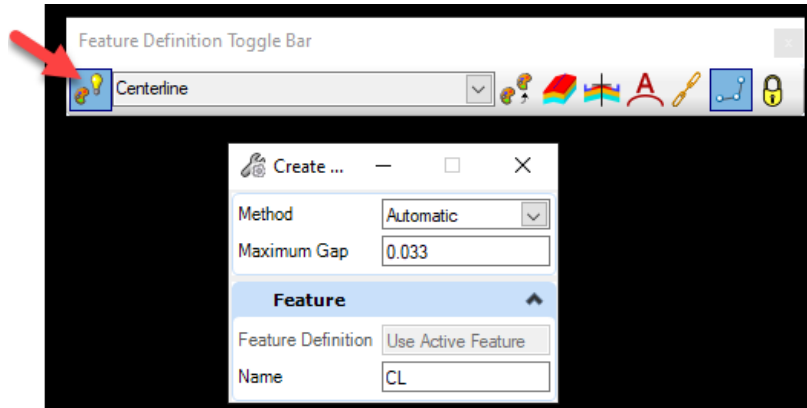 Feature Definition Toggle Bar
Centerline
A
Create ...
Method Automatic
Maximum Gap 0.033
Feature
Feature Definition Use Active Feature
Name CL